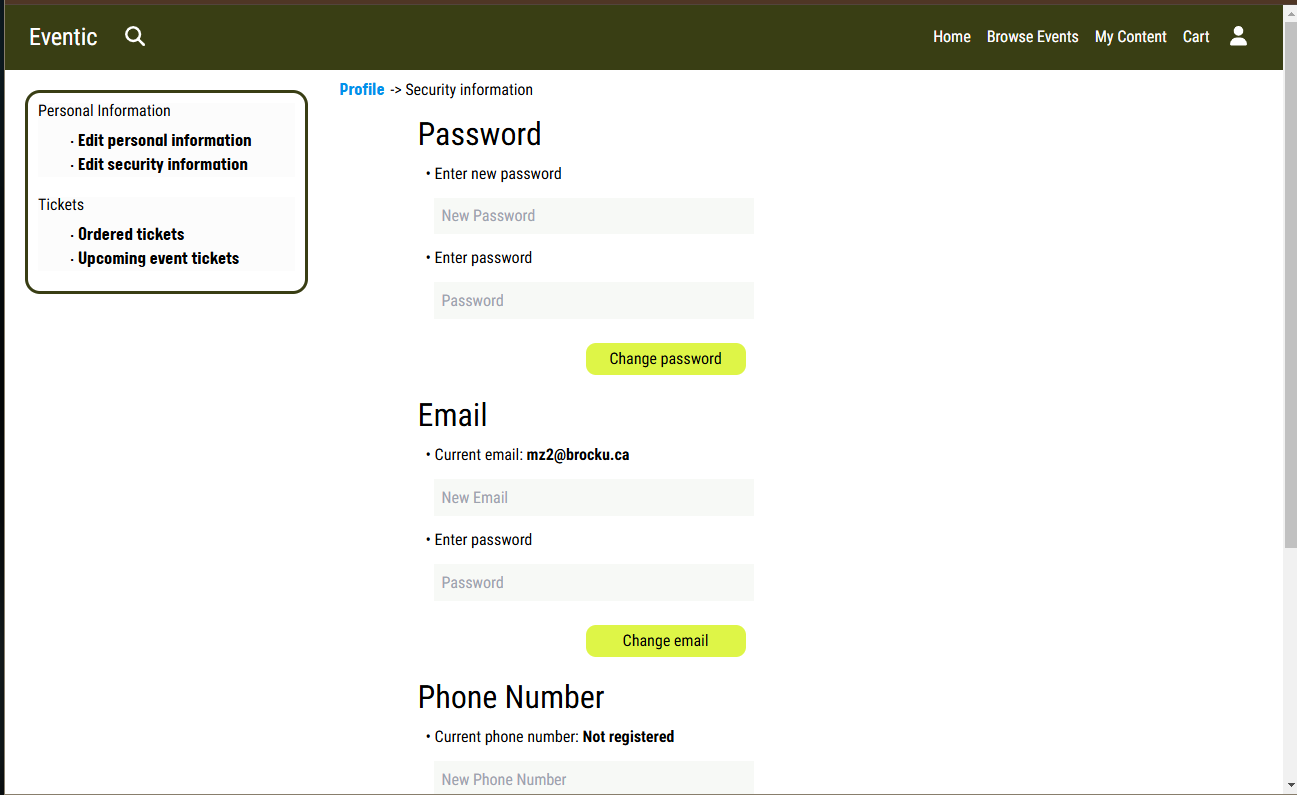 Eventic
Home Browse Events My Content Cart
Personal Information
· Edit personal information
· Edit security information
Tickets
· Ordered tickets
· Upcoming event tickets
Profile -> Security information
Password
• Enter new password
New Password
• Enter password
Password
Change password
Email
• Current email: mz2@brocku.ca
New Email
• Enter password
Password
Change email
Phone Number
• Current phone number: Not registered
New Phone Number